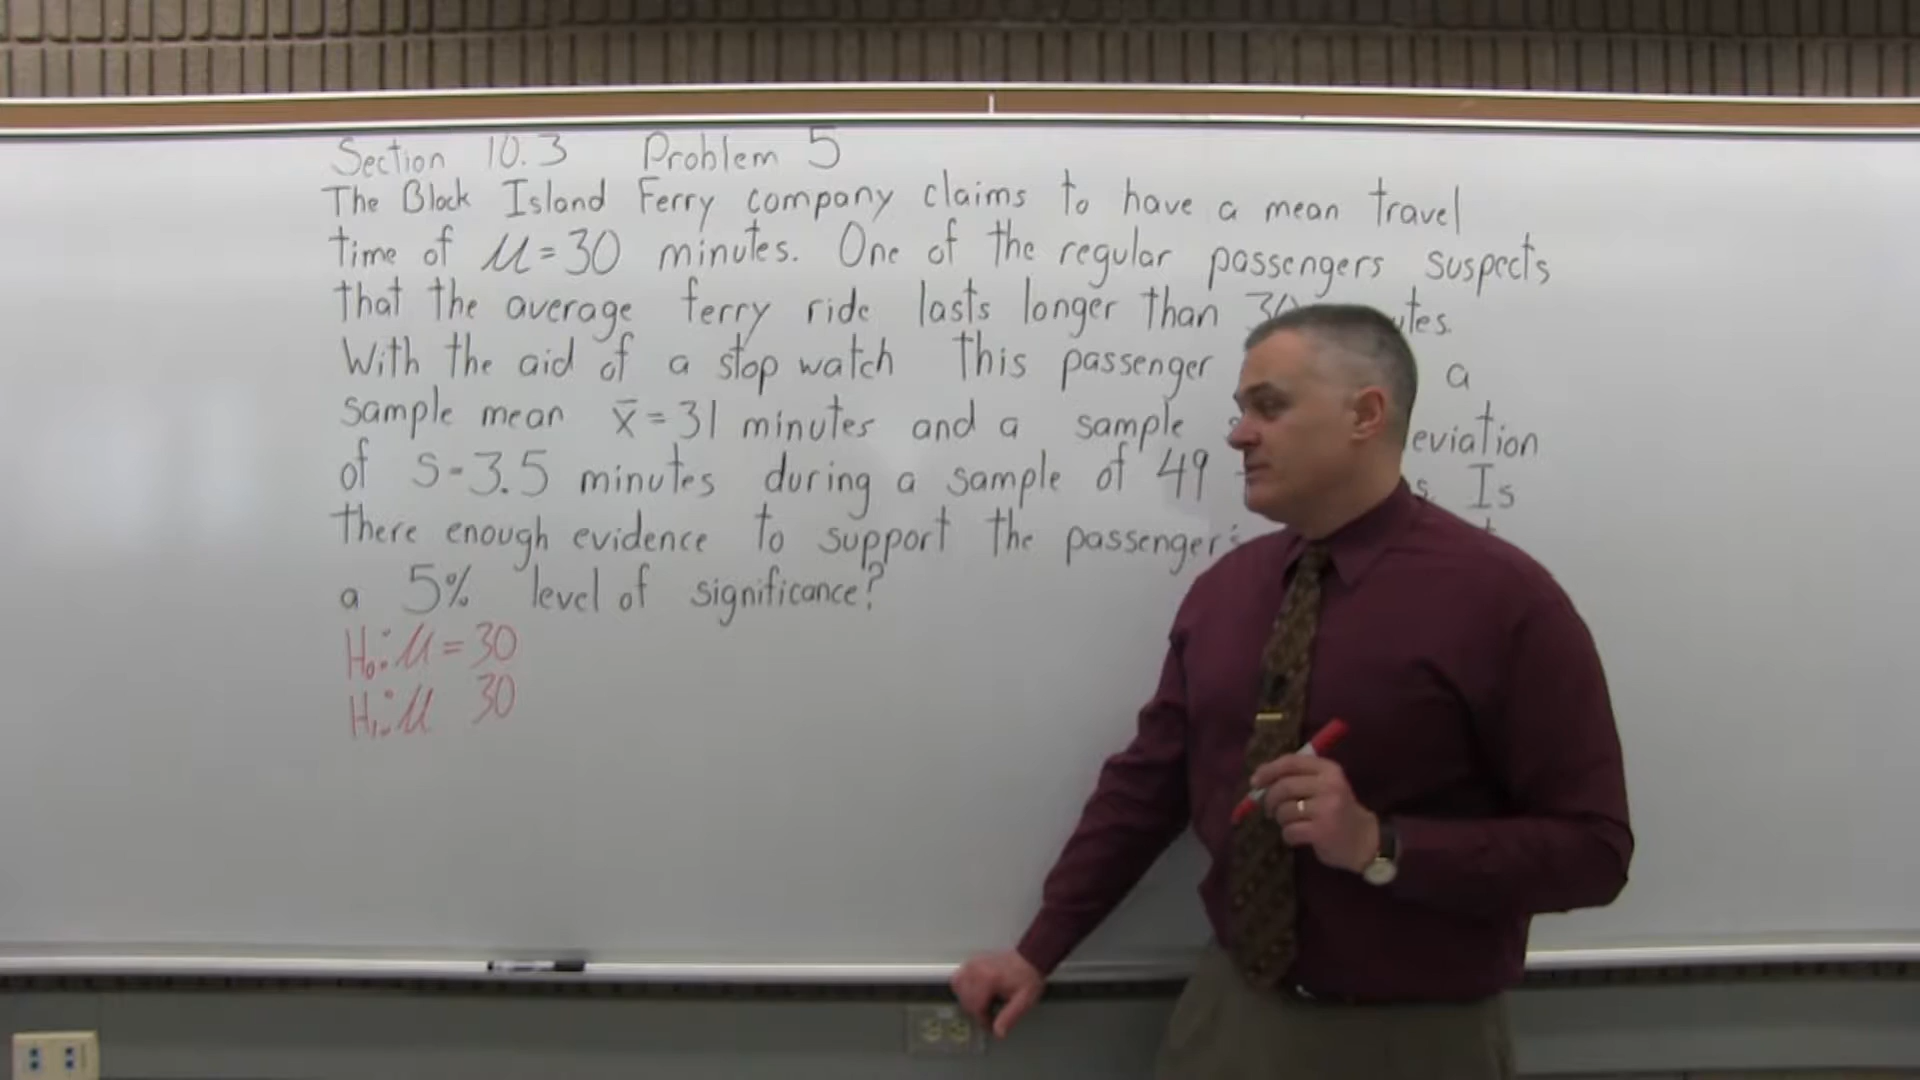 Section 10.3 Problem 5
The Block Island Ferry company claims to have a mean travel
time of μ=30 minutes. One of the regular passengers suspects
that the average ferry ride lasts longer than
With the aid of a stop watch this passenger a
sample mean x̄=31 minutes and a sample
of S=3.5 minutes during a sample of 49 Is
there enough evidence to support the passenger's
a 5% level of significance?
H₀: μ = 30
H₁: μ 30